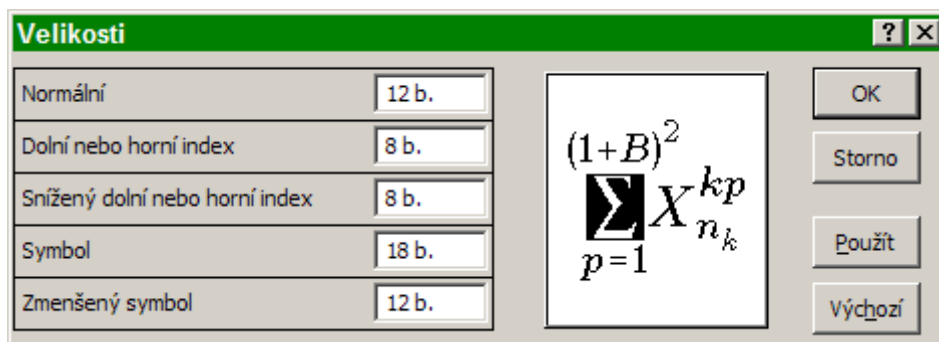 Velikosti
Normální 12 b.
Dolní nebo horní index 8 b.
Snížený dolní nebo horní index 8 b.
Symbol 18 b.
Zmenšený symbol 12 b.
(1+B)²
∑ X kp n k
p=1
OK
Storno
Použít
Výchozí